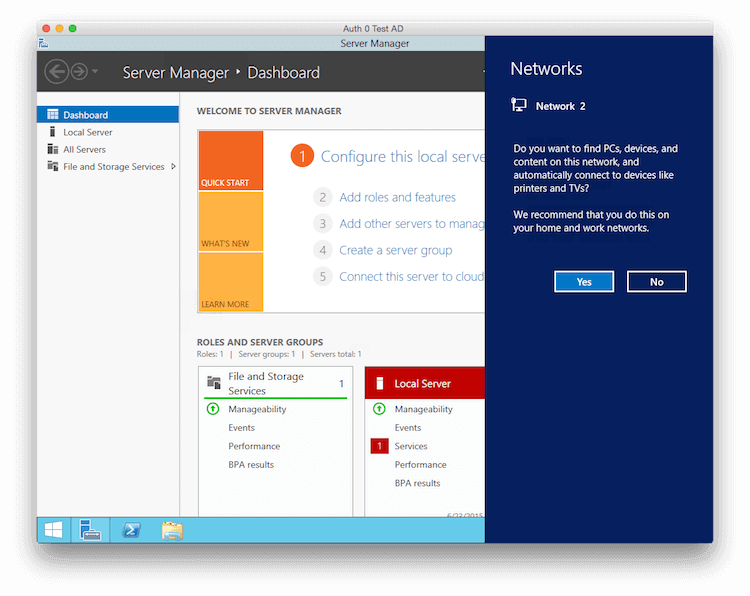 Auth 0 Test AD
Server Manager
Server Manager • Dashboard
Dashboard
Local Server
All Servers
File and Storage Services
WELCOME TO SERVER MANAGER
QUICK START
WHAT'S NEW
LEARN MORE
1 Configure this local serve
2 Add roles and features
3 Add other servers to manag
4 Create a server group
5 Connect this server to cloud
ROLES AND SERVER GROUPS
Roles: 1 | Server groups: 1 | Servers total: 1
File and Storage
Services
1
Manageability
Events
Performance
BPA results
Local Server
Manageability
Events
1 Services
Performance
BPA results
6/23/2015
Networks
Network 2
Do you want to find PCs, devices, and
content on this network, and
automatically connect to devices like
printers and TVs?
We recommend that you do this on
your home and work networks.
Yes
No